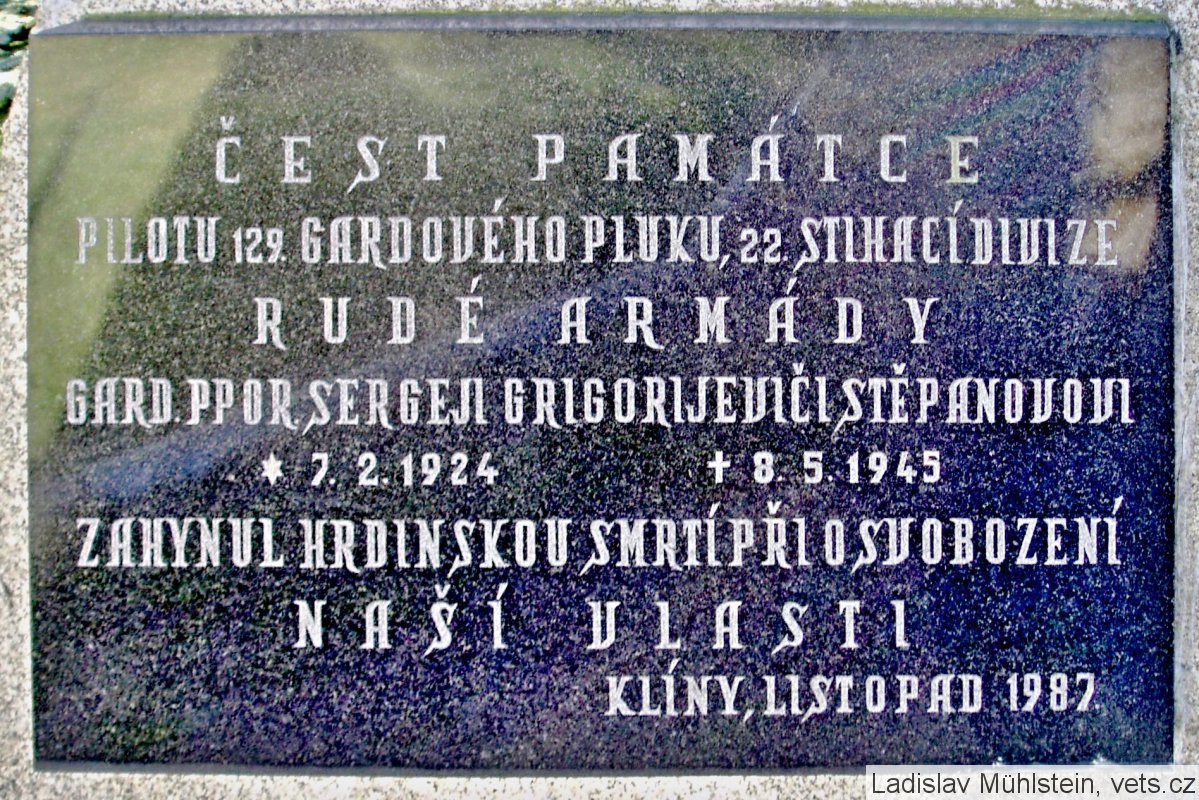 ČEST PAMÁTCE
PILOTU 129. GARDOVÉHO PLUKU, 22. STIHACÍ DIVIZE
RUDÉ ARMÁDY
GARD. PPOR. SERGEJI GRIGORIJEVIČI STĚPANOVOVI
* 7. 2. 1924 ✝ 8. 5. 1945
ZAHYNUL HRDINSKOU SMRTÍ PŘI OSVOBOZENÍ
NAŠÍ VLASTI
KLÍNY, LISTOPAD 1987.
Ladislav Mühlstein, vets.cz